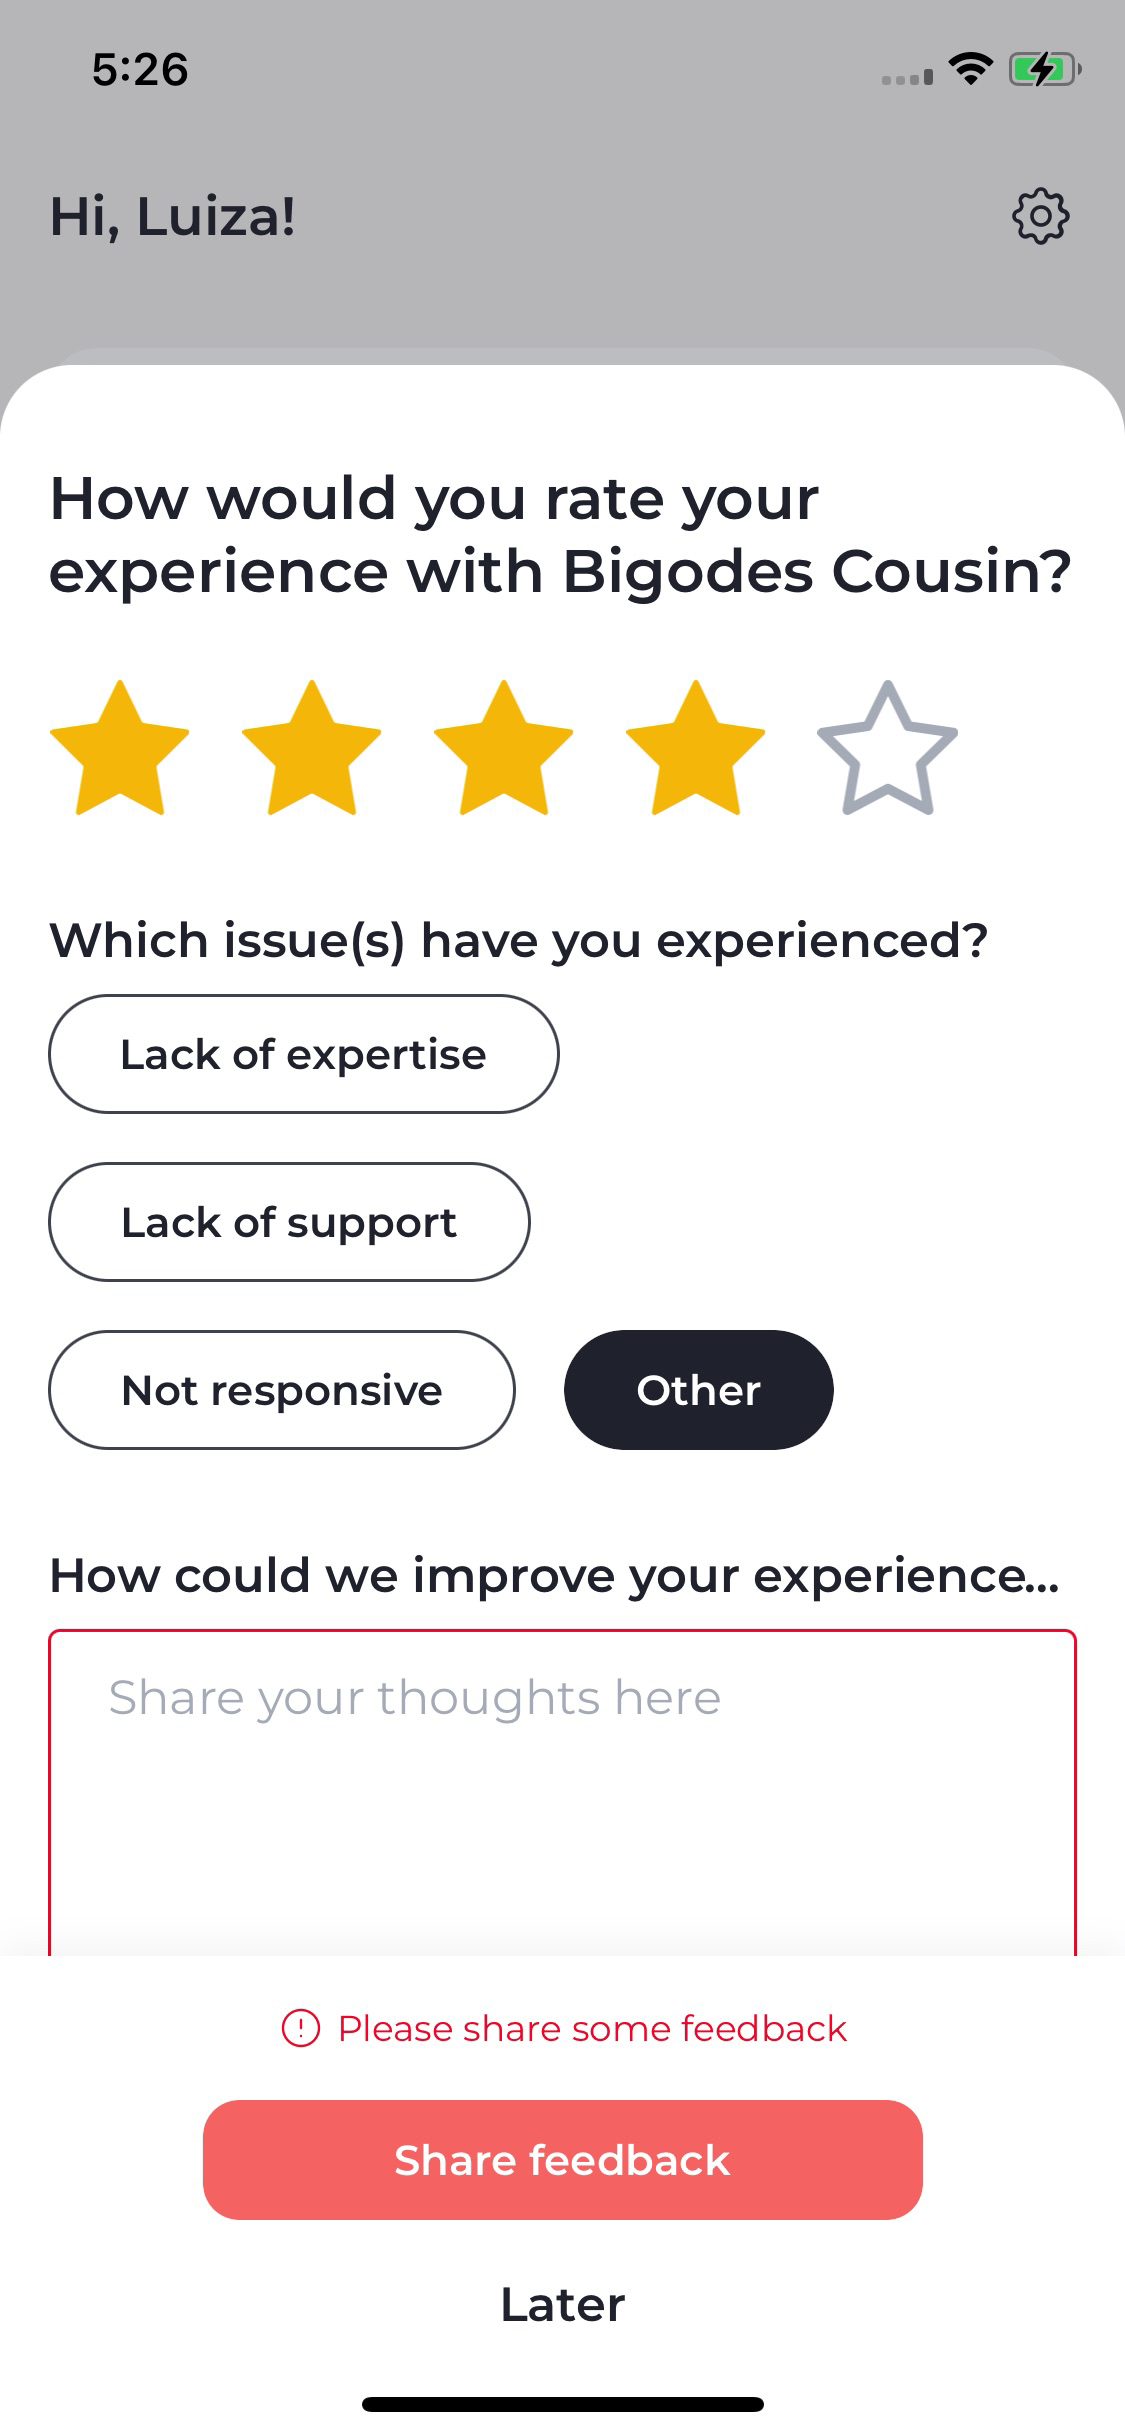 5:26
Hi, Luiza!
How would you rate your
experience with Bigodes Cousin?
Which issue(s) have you experienced?
Lack of expertise
Lack of support
Not responsive
Other
How could we improve your experience...
Share your thoughts here
Please share some feedback
Share feedback
Later